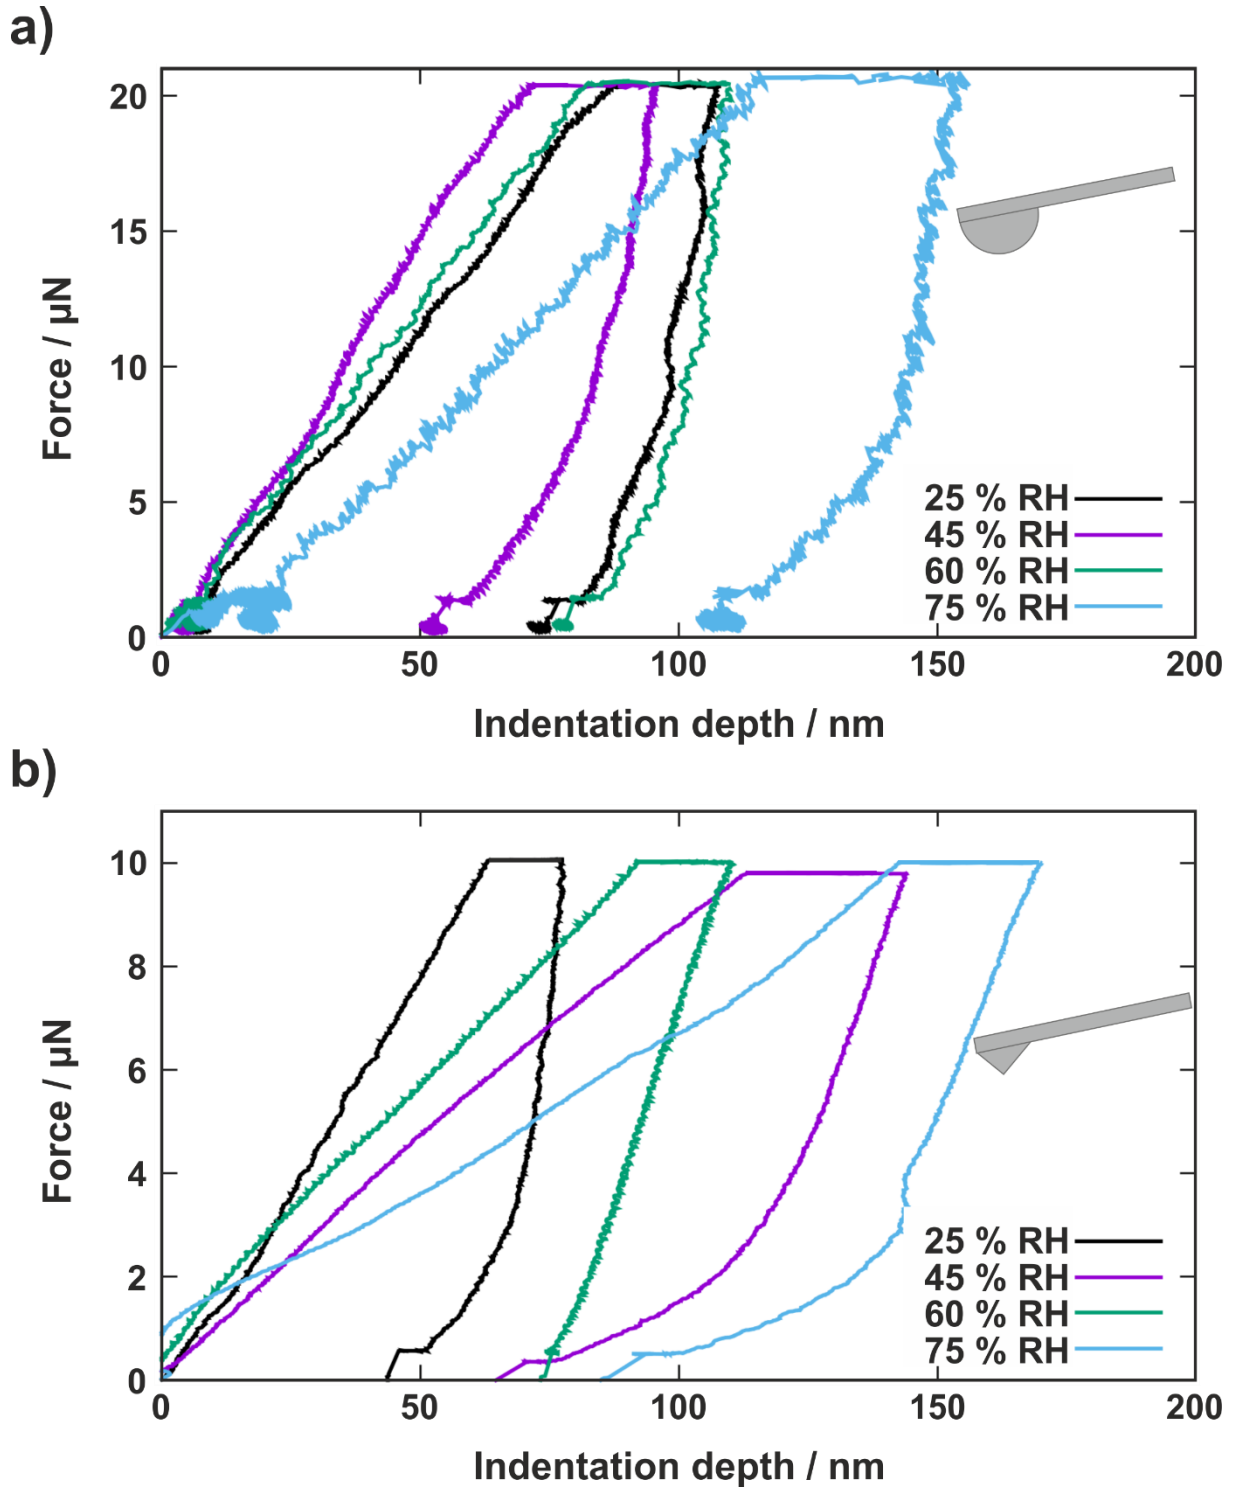 a)
20
15
10
5
0
Force / µN
25 % RH
45 % RH
60 % RH
75 % RH
0 50 100 150 200
Indentation depth / nm
b)
10
8
6
4
2
0
Force / µN
25 % RH
45 % RH
60 % RH
75 % RH
0 50 100 150 200
Indentation depth / nm